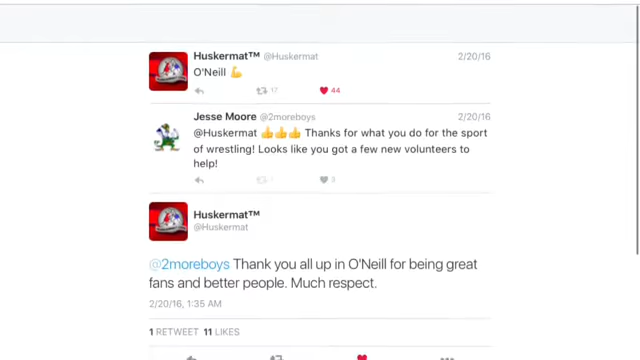 Huskermat™ @Huskermat 2/20/16
O'Neill 💪
17 44
Jesse Moore @2moreboys 2/20/16
@Huskermat 👍👍👍 Thanks for what you do for the sport
of wrestling! Looks like you got a few new volunteers to
help!
1 3
Huskermat™
@Huskermat
@2moreboys Thank you all up in O'Neill for being great
fans and better people. Much respect.
2/20/16, 1:35 AM
1 RETWEET 11 LIKES